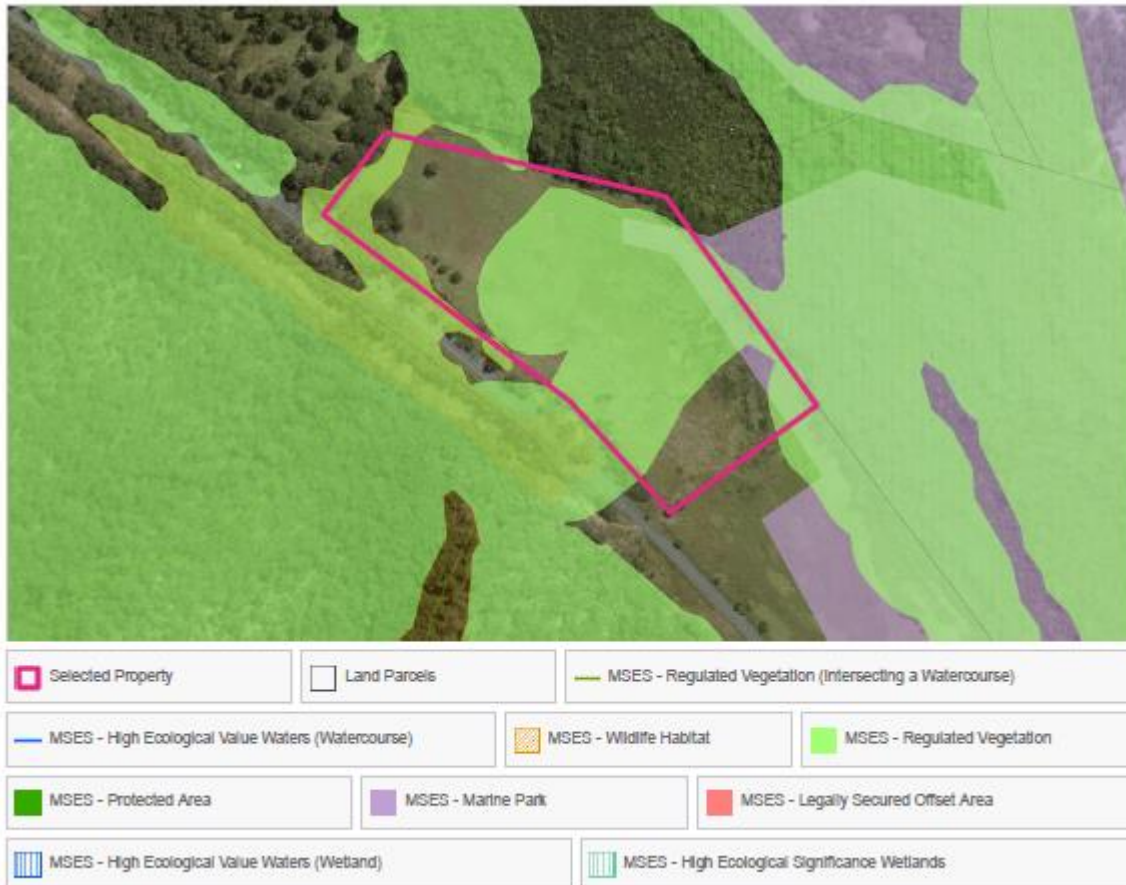 Selected Property
Land Parcels
MSES - Regulated Vegetation (Intersecting a Watercourse)
MSES - High Ecological Value Waters (Watercourse)
MSES - Wildlife Habitat
MSES - Regulated Vegetation
MSES - Protected Area
MSES - Marine Park
MSES - Legally Secured Offset Area
MSES - High Ecological Value Waters (Wetland)
MSES - High Ecological Significance Wetlands